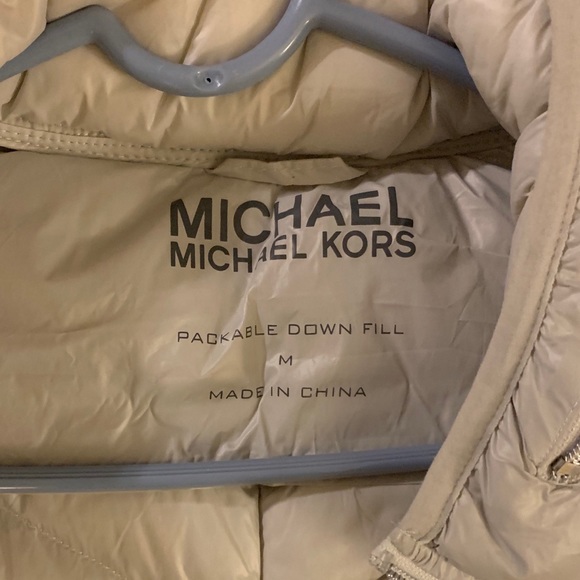 MICHAEL
MICHAEL KORS
PACKABLE DOWN FILL
M
MADE IN CHINA